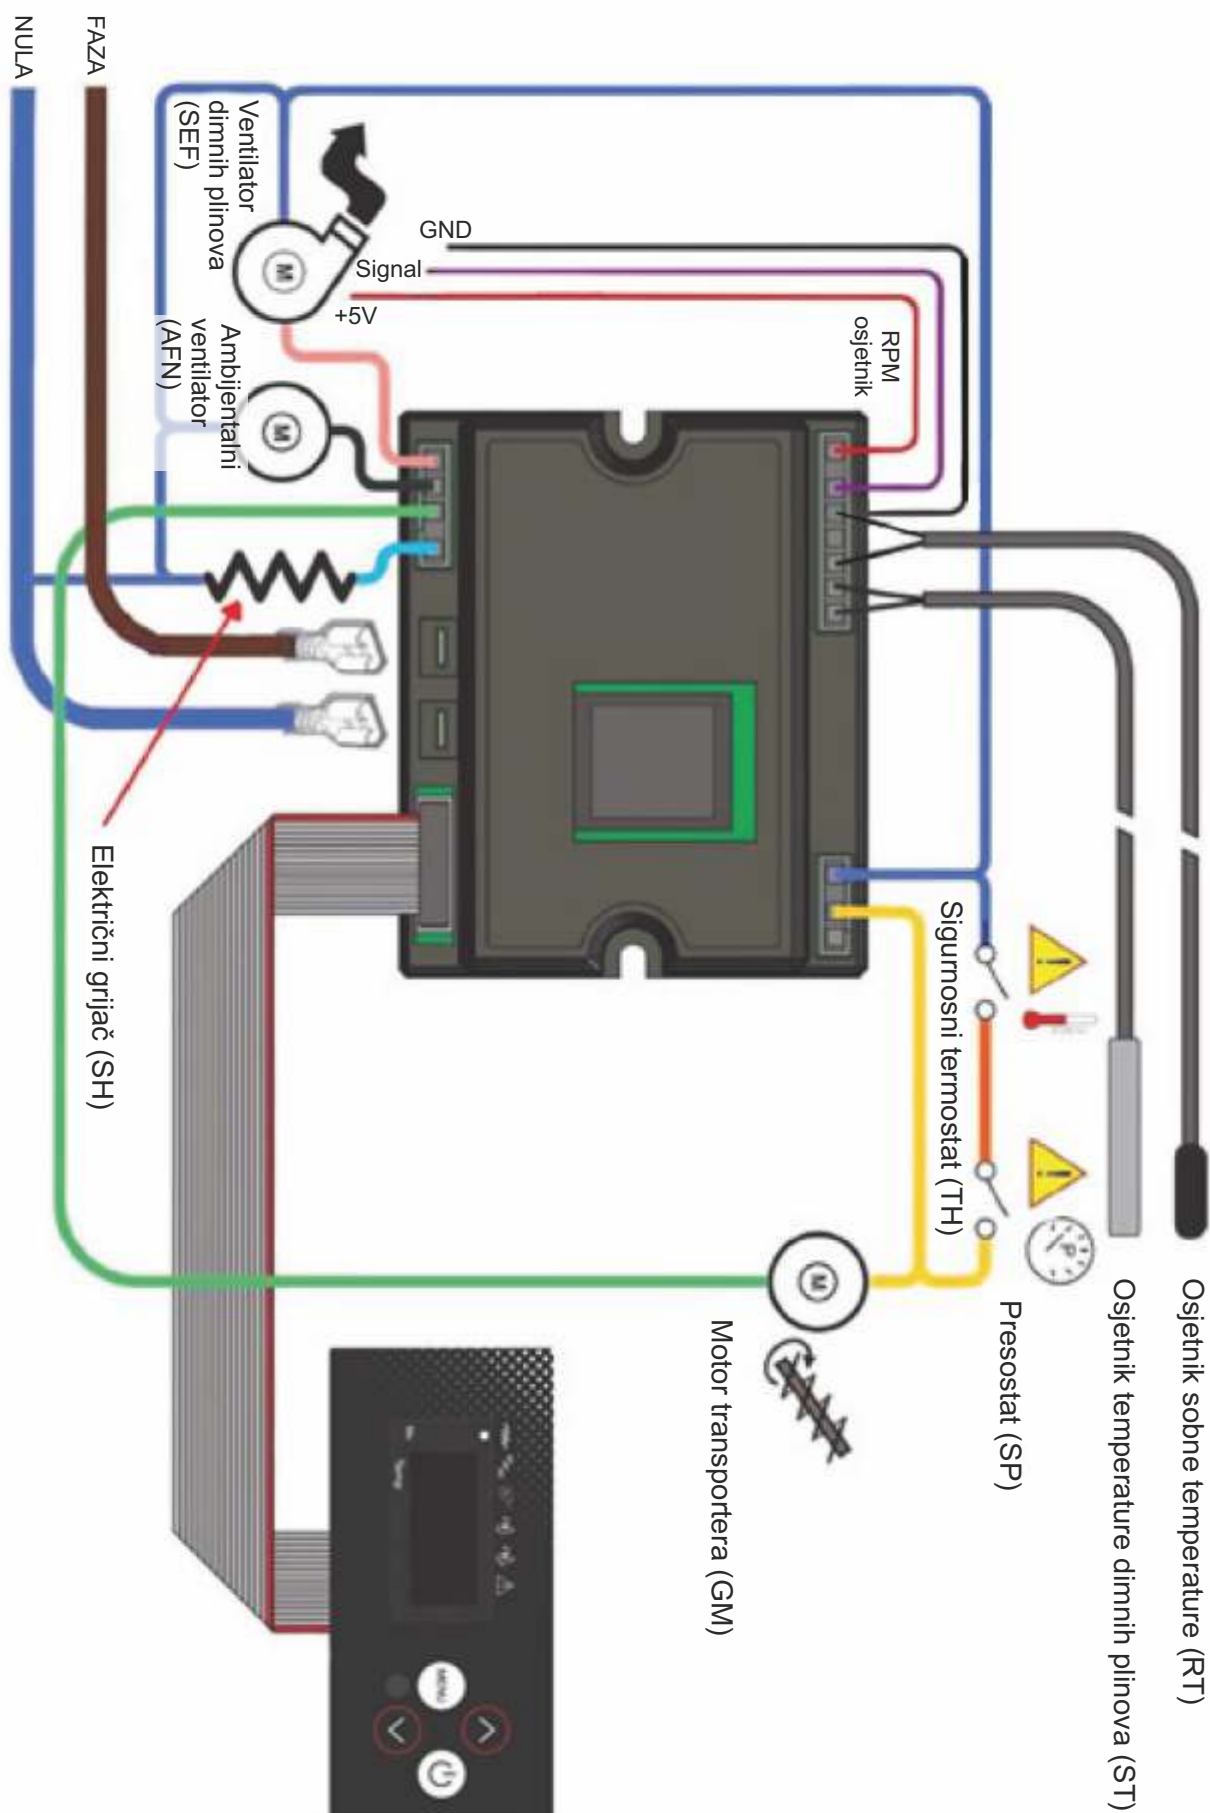 NULA
FAZA
Ventilator
dimnih plinova
(SEF)
Ambijentalni
ventilator
(AFN)
M
M
GND
Signal
+5V
RPM
osjetnik
Električni grijač (SH)
Sigurnosni termostat (TH)
P
Presostat (SP)
M
Motor transportera (GM)
Osjetnik temperature dimnih plinova (ST)
Osjetnik sobne temperature (RT)
MENU